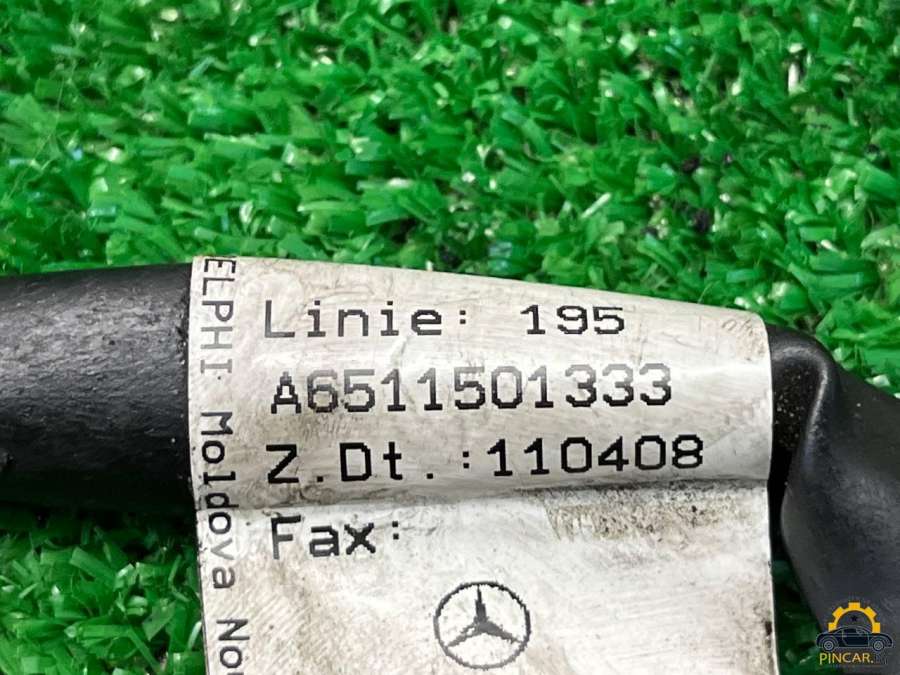 Linie: 195
A6511501333
Z.Dt.:110408
Fax:
ELPHI Moldova No
PINCAR.